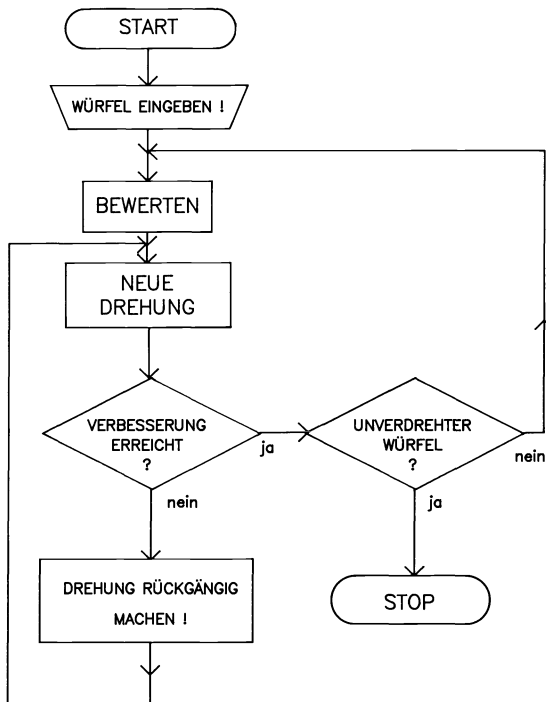 START
WÜRFEL EINGEBEN !
BEWERTEN
NEUE
DREHUNG
VERBESSERUNG
ERREICHT
?
ja
nein
UNVERDREHTER
WÜRFEL
?
nein
ja
DREHUNG RÜCKGÄNGIG
MACHEN !
STOP